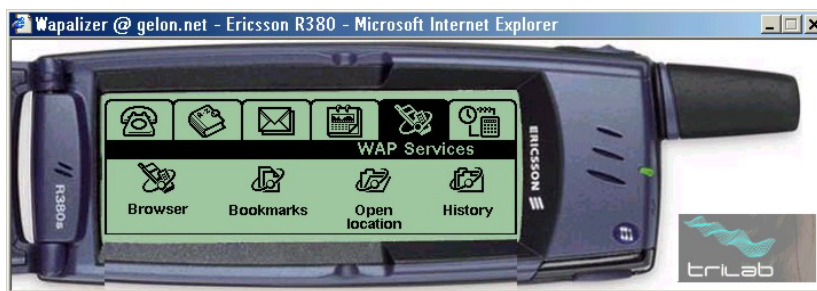 Wapalizer @ gelon.net - Ericsson R380 - Microsoft Internet Explorer
WAP Services
Browser
Bookmarks
Open
location
History
ERICSSON
R380s
trilab